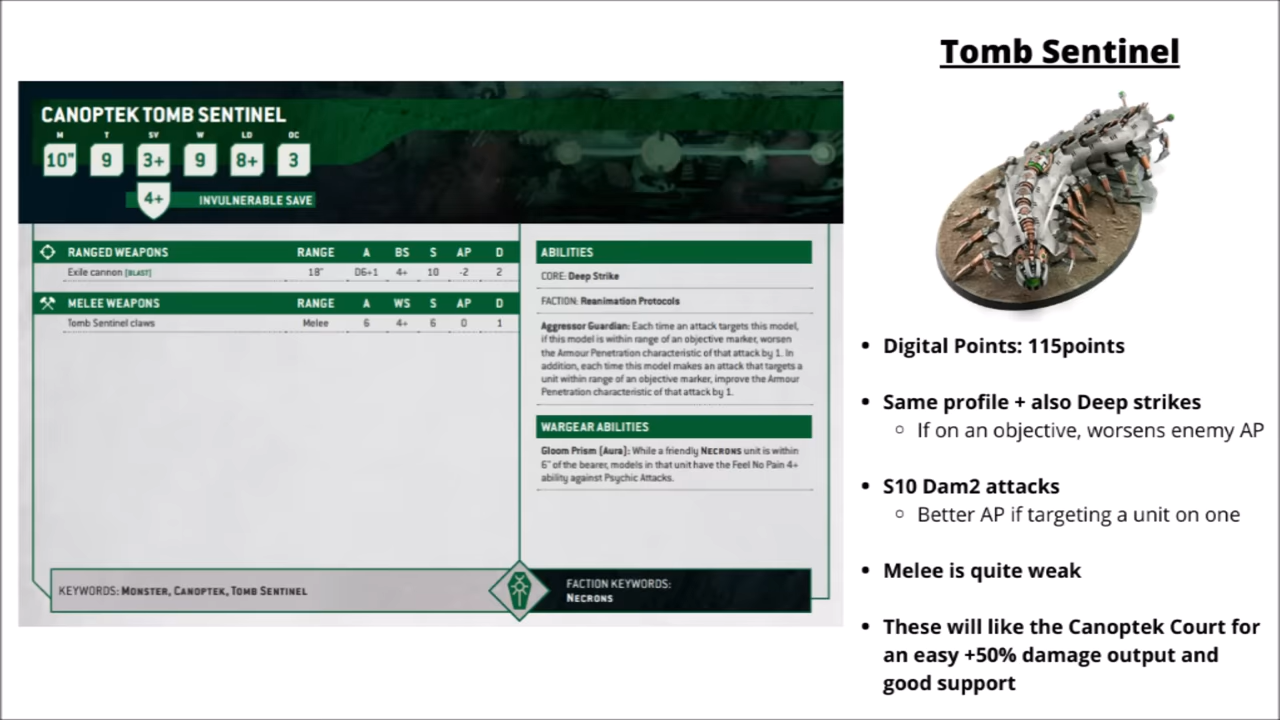 Tomb Sentinel
CANOPTEK TOMB SENTINEL
M T SV W LD OC
10" 9 3+ 9 8+ 3
4+ INVULNERABLE SAVE
RANGED WEAPONS RANGE A BS S AP D
Exile cannon [BLAST] 18" D6+1 4+ 10 -2 2
MELEE WEAPONS RANGE A WS S AP D
Tomb Sentinel claws Melee 6 4+ 6 0 1
ABILITIES
CORE: Deep Strike
FACTION: Reanimation Protocols
Aggressor Guardian: Each time an attack targets this model,
if this model is within range of an objective marker, worsen
the Armour Penetration characteristic of that attack by 1. In
addition, each time this model makes an attack that targets a
unit within range of an objective marker, improve the Armour
Penetration characteristic of that attack by 1.
WARGEAR ABILITIES
Gloom Prism (Aura): While a friendly NECRONS unit is within
6" of the bearer, models in that unit have the Feel No Pain 4+
ability against Psychic Attacks.
KEYWORDS: MONSTER, CANOPTEK, TOMB SENTINEL
FACTION KEYWORDS:
NECRONS
• Digital Points: 115points
• Same profile + also Deep strikes
○ If on an objective, worsens enemy AP
• S10 Dam2 attacks
○ Better AP if targeting a unit on one
• Melee is quite weak
• These will like the Canoptek Court for
an easy +50% damage output and
good support